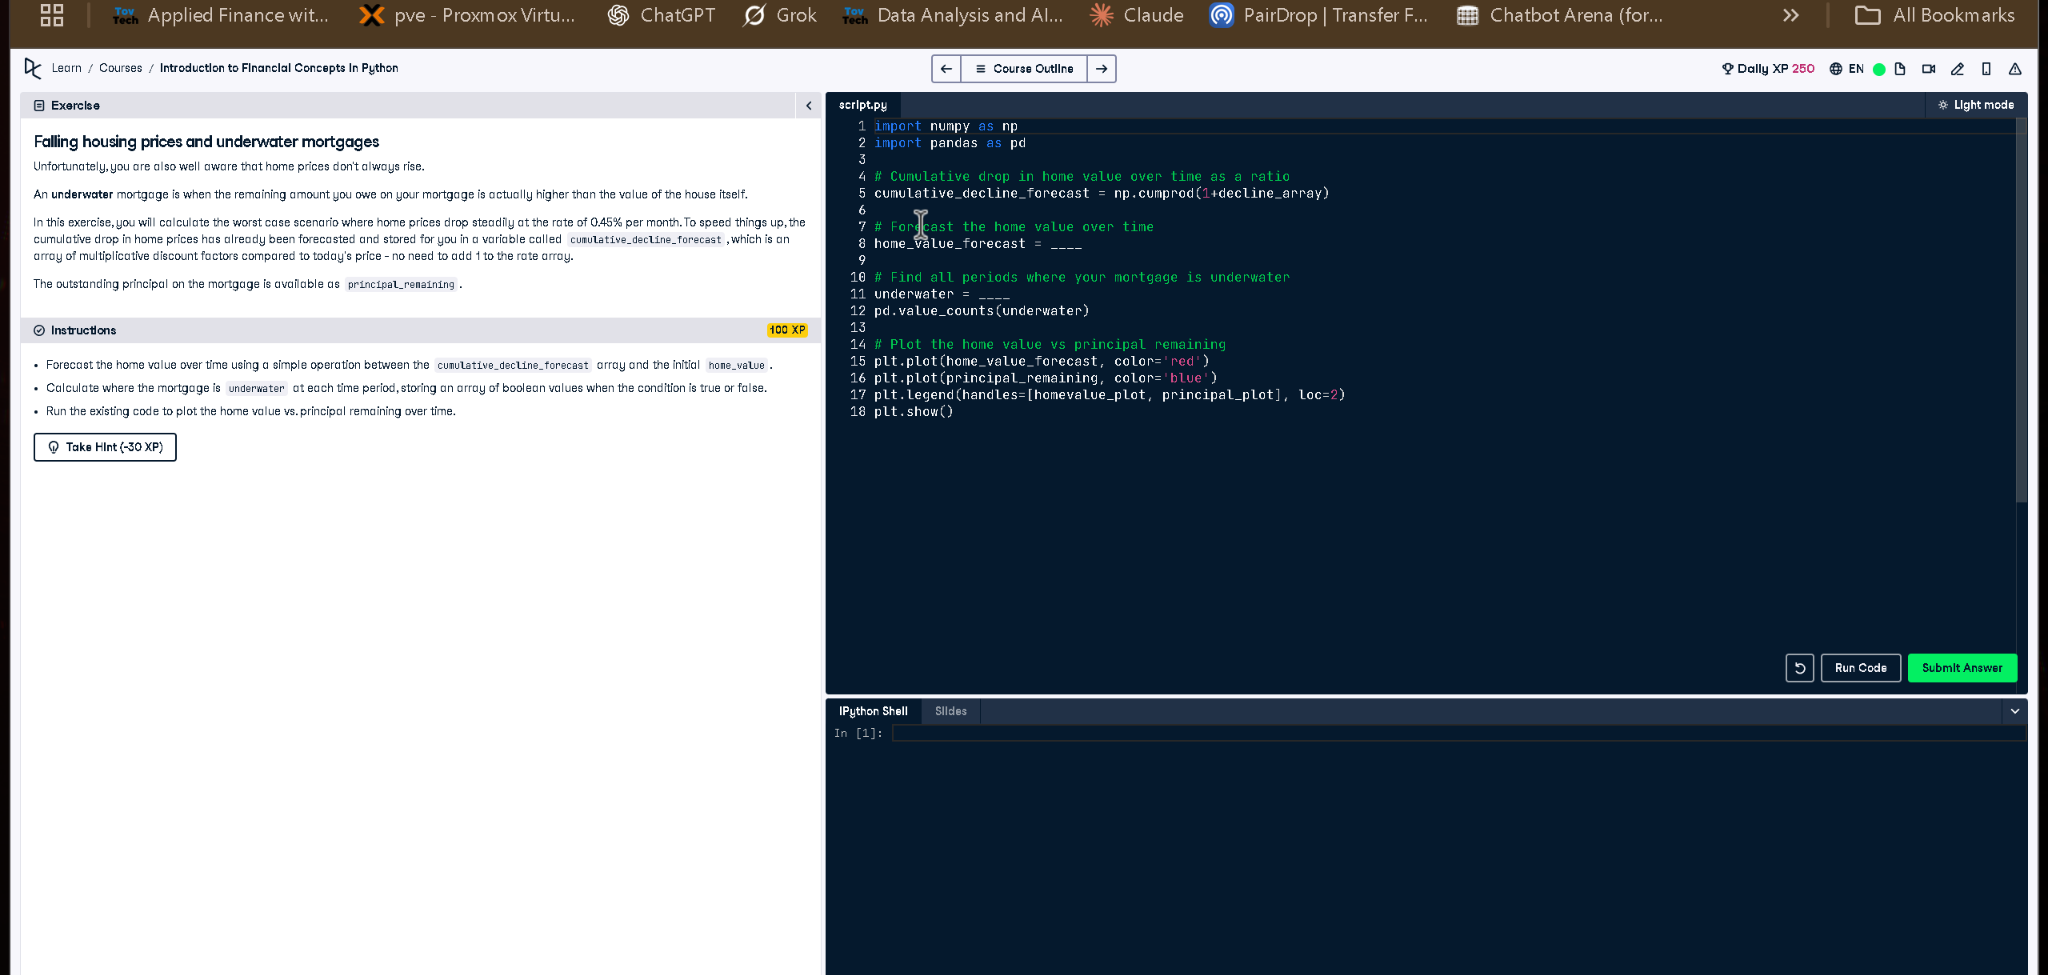 Tov Tech Applied Finance wit... pve - Proxmox Virtu... ChatGPT Grok Tov Tech Data Analysis and AI... Claude PairDrop | Transfer F... Chatbot Arena (for... All Bookmarks
Learn / Courses / Introduction to Financial Concepts in Python
Course Outline
Daily XP 250 EN
Exercise
Falling housing prices and underwater mortgages
Unfortunately, you are also well aware that home prices don't always rise.
An underwater mortgage is when the remaining amount you owe on your mortgage is actually higher than the value of the house itself.
In this exercise, you will calculate the worst case scenario where home prices drop steadily at the rate of 0.45% per month. To speed things up, the
cumulative drop in home prices has already been forecasted and stored for you in a variable called cumulative_decline_forecast , which is an
array of multiplicative discount factors compared to today's price - no need to add 1 to the rate array.
The outstanding principal on the mortgage is available as principal_remaining .
Instructions 100 XP
• Forecast the home value over time using a simple operation between the cumulative_decline_forecast array and the initial home_value .
• Calculate where the mortgage is underwater at each time period, storing an array of boolean values when the condition is true or false.
• Run the existing code to plot the home value vs. principal remaining over time.
Take Hint (-30 XP)
script.py
Light mode
1 import numpy as np
2 import pandas as pd
3
4 # Cumulative drop in home value over time as a ratio
5 cumulative_decline_forecast = np.cumprod(1+decline_array)
6
7 # Forecast the home value over time
8 home_value_forecast = ____
9
10 # Find all periods where your mortgage is underwater
11 underwater = ____
12 pd.value_counts(underwater)
13
14 # Plot the home value vs principal remaining
15 plt.plot(home_value_forecast, color='red')
16 plt.plot(principal_remaining, color='blue')
17 plt.legend(handles=[homevalue_plot, principal_plot], loc=2)
18 plt.show()
Run Code
Submit Answer
IPython Shell Slides
In [1]: